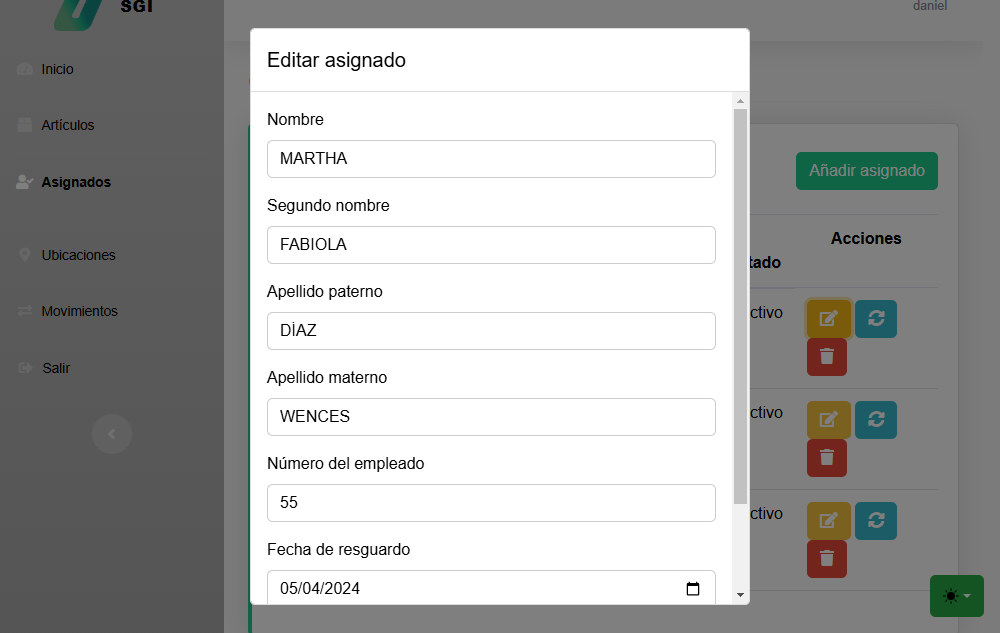 SGI
daniel
Inicio
Artículos
Asignados
Ubicaciones
Movimientos
Salir
Editar asignado
Nombre
MARTHA
Segundo nombre
FABIOLA
Apellido paterno
DÍAZ
Apellido materno
WENCES
Número del empleado
55
Fecha de resguardo
05/04/2024
Añadir asignado
Acciones
tado
ctivo
ctivo
ctivo